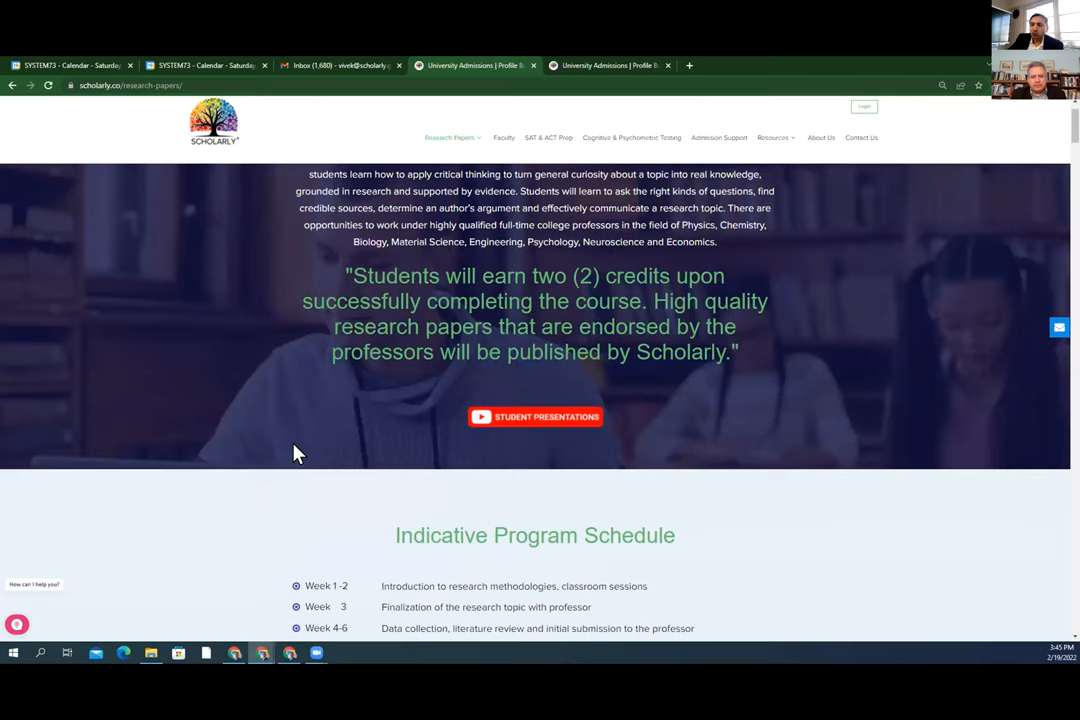 SYSTEM73 - Calendar - Saturday
SYSTEM73 - Calendar - Saturday
Inbox (1,680) - vivek@scholarly.c
University Admissions | Profile B
University Admissions | Profile B
scholarly.co/research-papers/
Login
SCHOLARLY
Research Papers
Faculty
SAT & ACT Prep
Cognitive & Psychometric Testing
Admission Support
Resources
About Us
Contact Us
students learn how to apply critical thinking to turn general curiosity about a topic into real knowledge,
grounded in research and supported by evidence. Students will learn to ask the right kinds of questions, find
credible sources, determine an author's argument and effectively communicate a research topic. There are
opportunities to work under highly qualified full-time college professors in the field of Physics, Chemistry,
Biology, Material Science, Engineering, Psychology, Neuroscience and Economics.
"Students will earn two (2) credits upon
successfully completing the course. High quality
research papers that are endorsed by the
professors will be published by Scholarly."
STUDENT PRESENTATIONS
Indicative Program Schedule
Week 1 -2 Introduction to research methodologies, classroom sessions
Week 3 Finalization of the research topic with professor
Week 4-6 Data collection, literature review and initial submission to the professor
How can I help you?
3:45 PM
2/19/2022